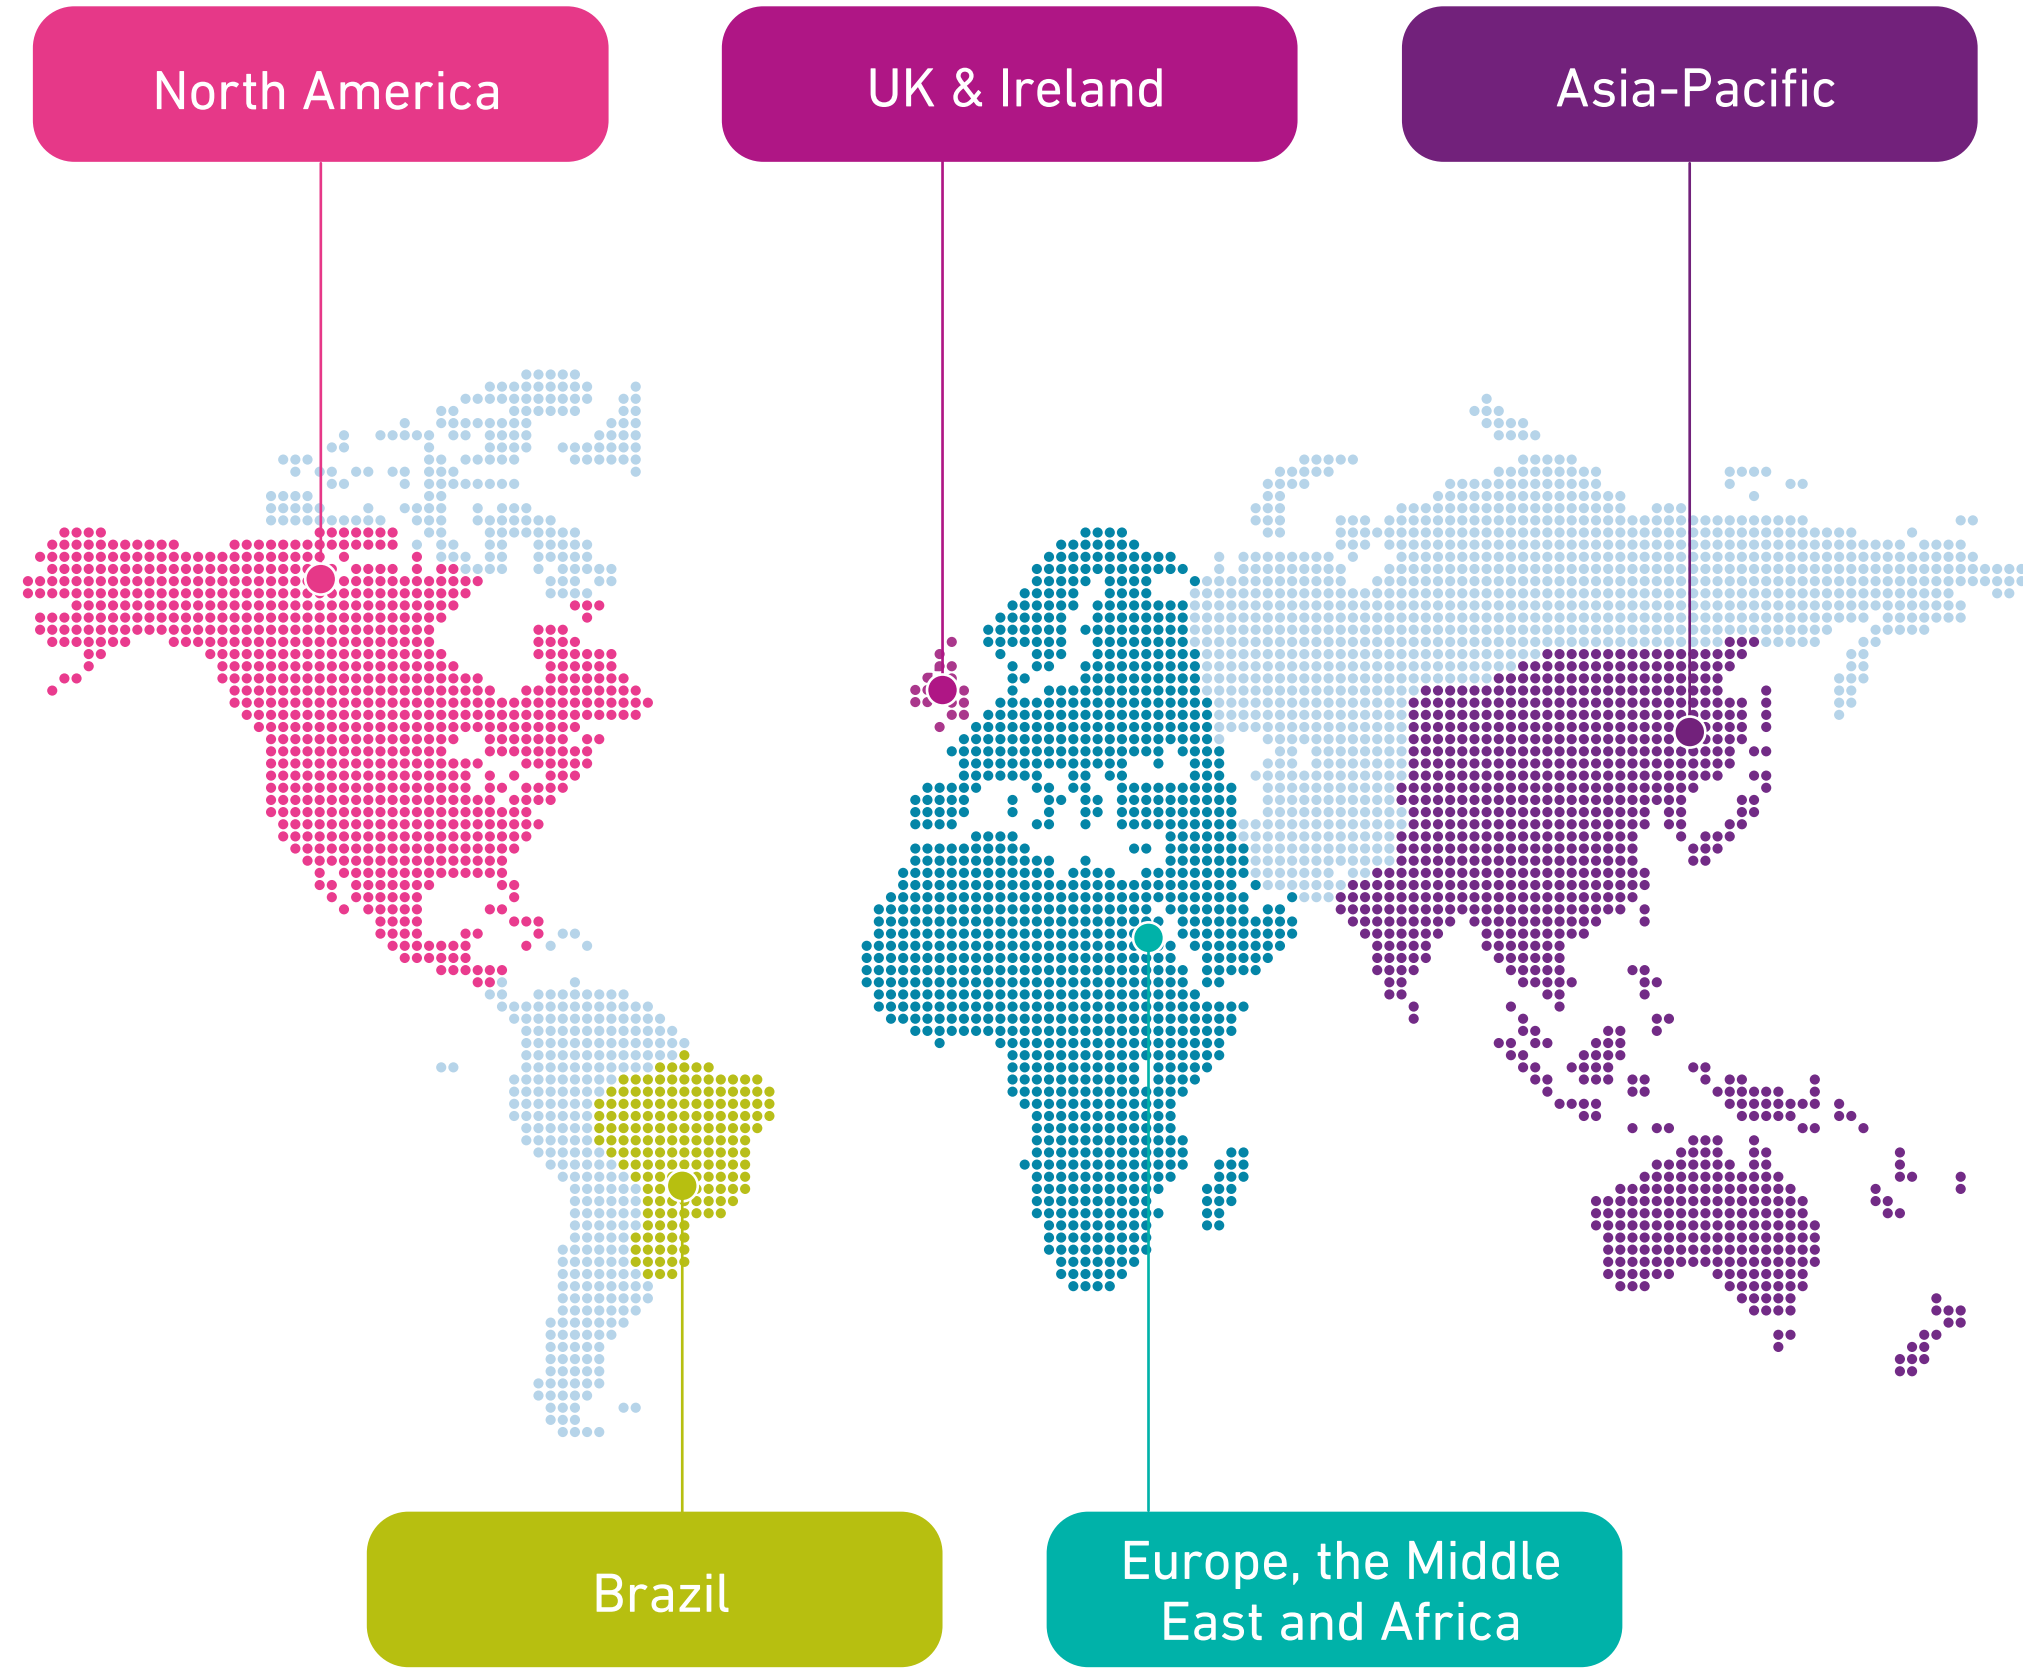 North America
UK & Ireland
Asia-Pacific
Brazil
Europe, the Middle
East and Africa